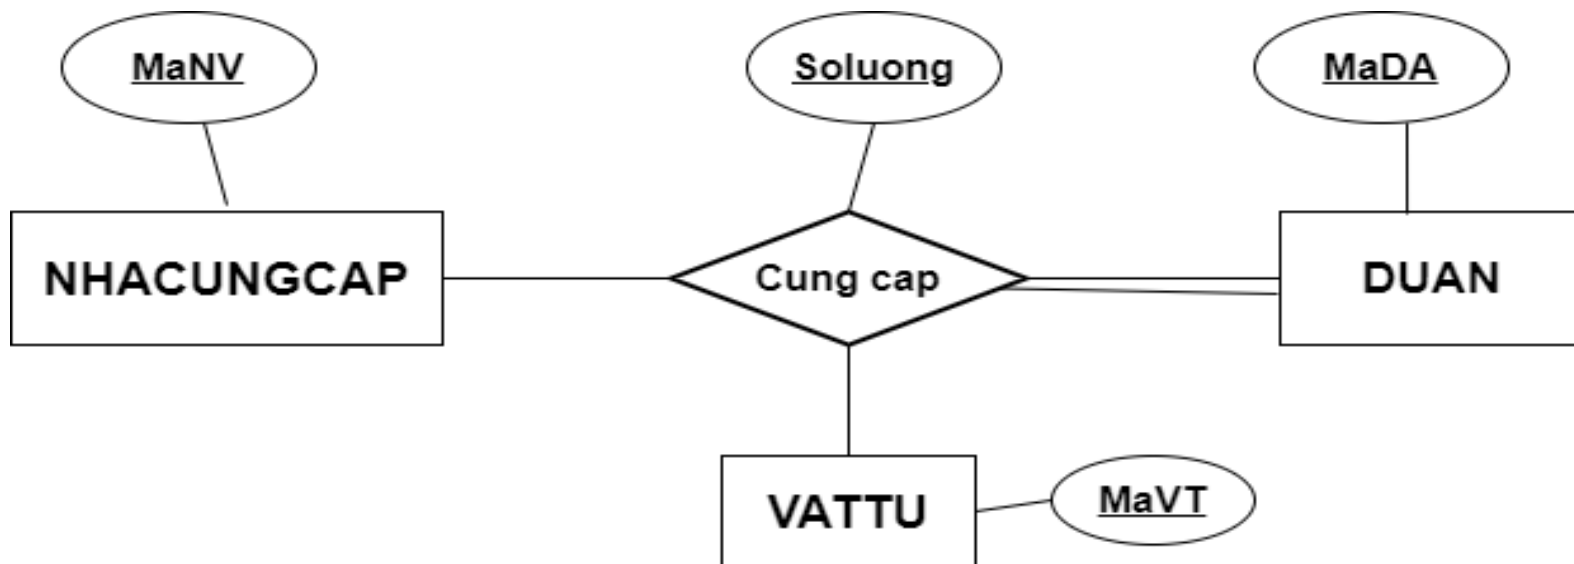 MaNV
Soluong
MaDA
NHACUNGCAP
Cung cap
DUAN
VATTU
MaVT